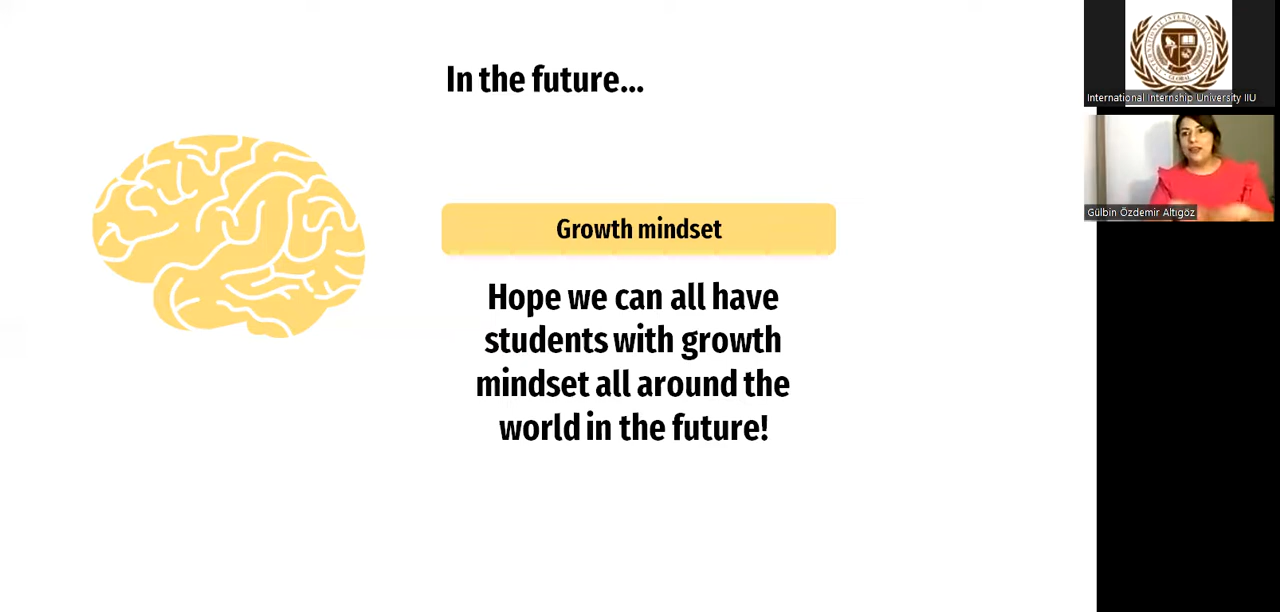 In the future...
Growth mindset
Hope we can all have
students with growth
mindset all around the
world in the future!
International Internship University IIU
Gülbin Özdemir Altıgöz